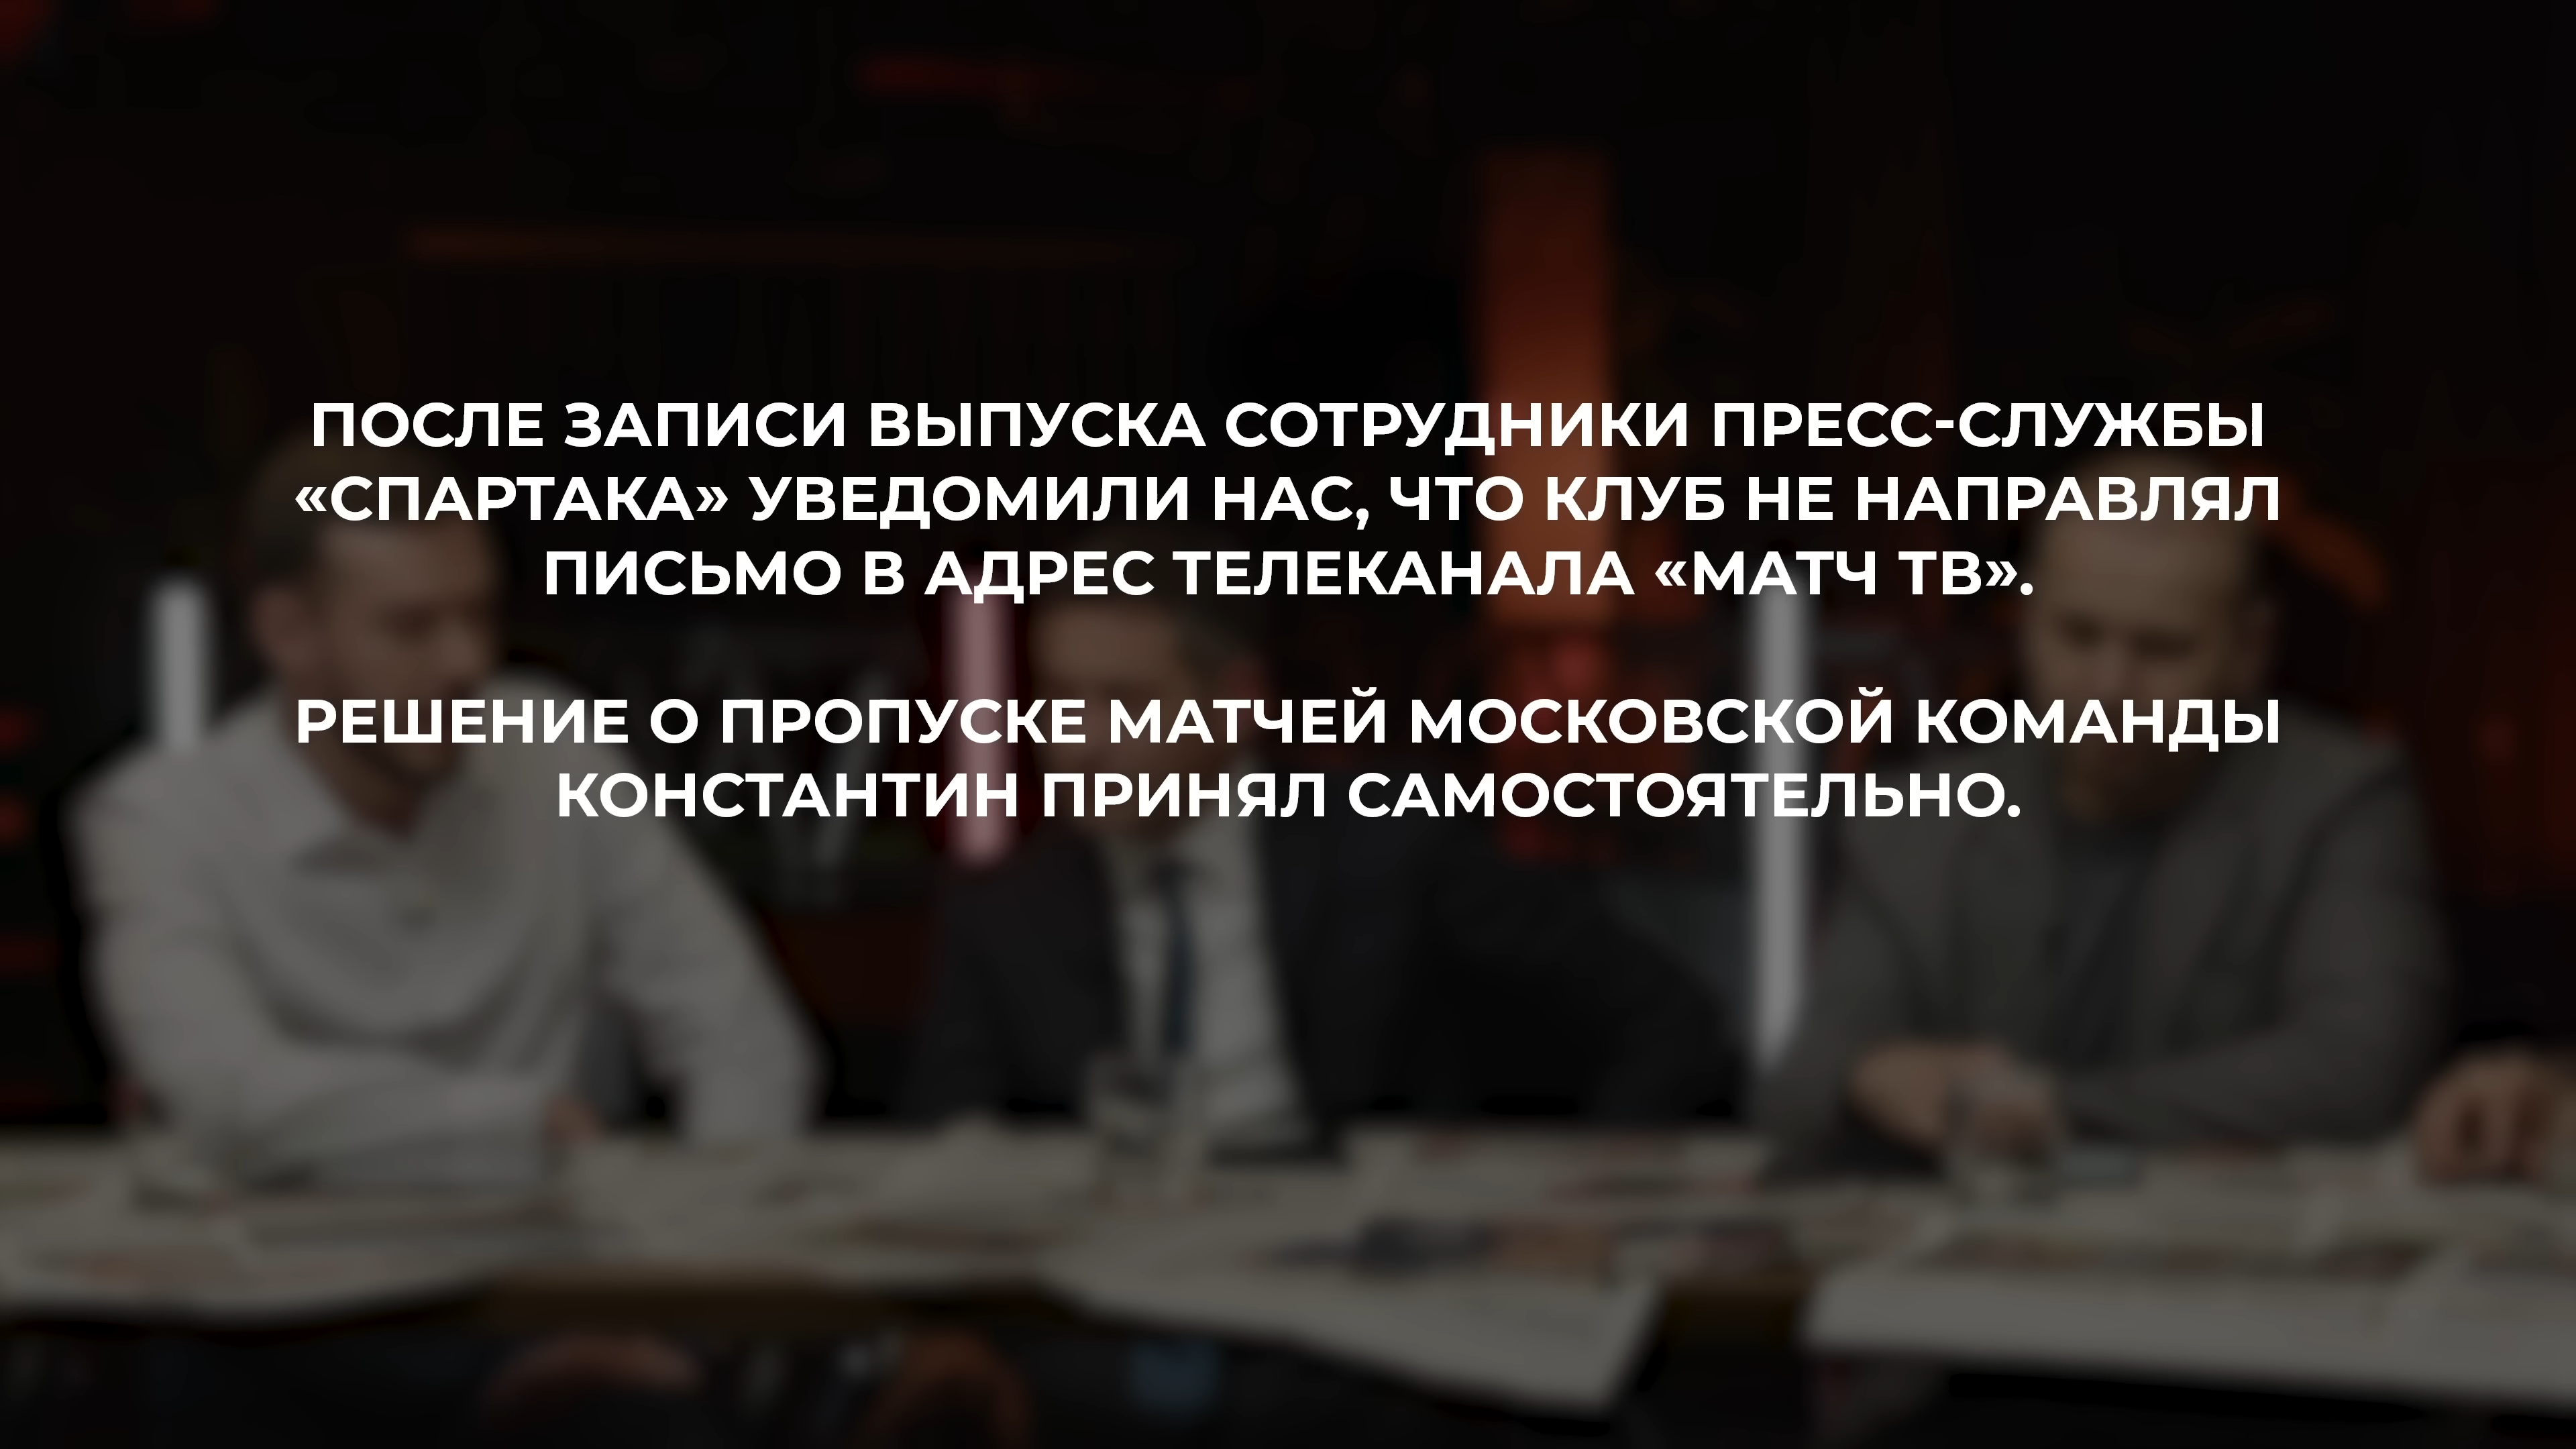 ПОСЛЕ ЗАПИСИ ВЫПУСКА СОТРУДНИКИ ПРЕСС-СЛУЖБЫ
«СПАРТАКА» УВЕДОМИЛИ НАС, ЧТО КЛУБ НЕ НАПРАВЛЯЛ
ПИСЬМО В АДРЕС ТЕЛЕКАНАЛА «МАТЧ ТВ».
РЕШЕНИЕ О ПРОПУСКЕ МАТЧЕЙ МОСКОВСКОЙ КОМАНДЫ
КОНСТАНТИН ПРИНЯЛ САМОСТОЯТЕЛЬНО.